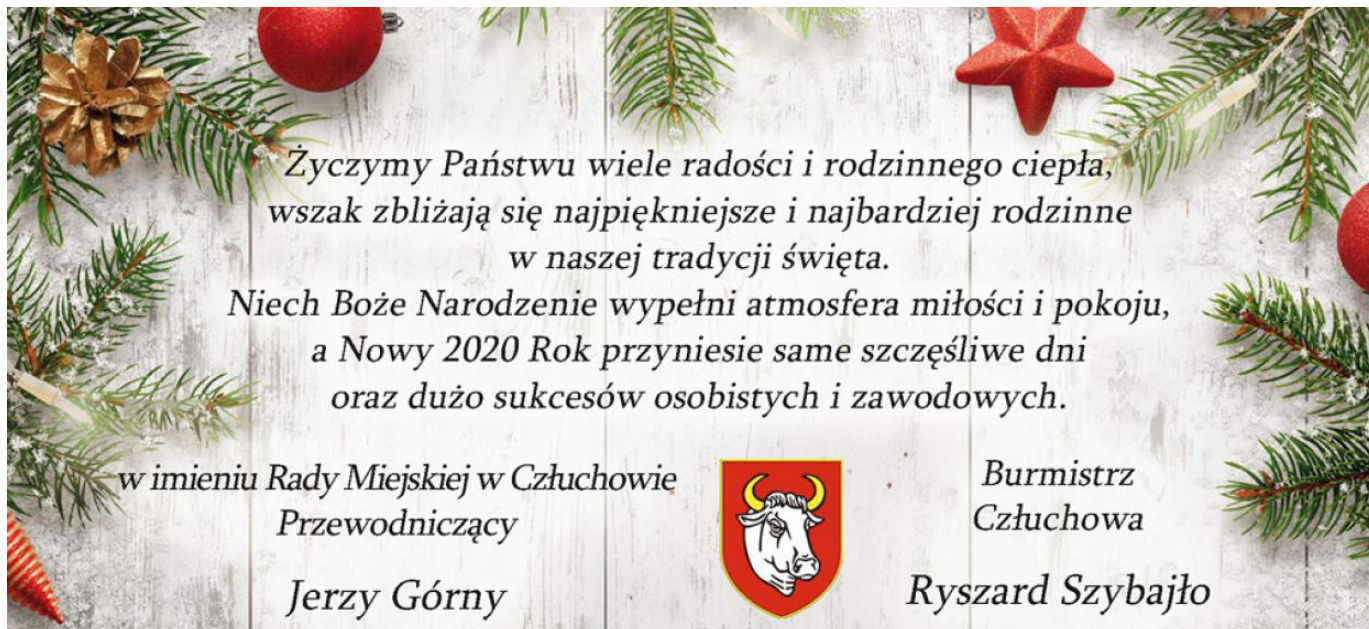 Życzymy Państwu wiele radości i rodzinnego ciepła,
wszak zbliżają się najpiękniejsze i najbardziej rodzinne
w naszej tradycji święta.
Niech Boże Narodzenie wypełni atmosfera miłości i pokoju,
a Nowy 2020 Rok przyniesie same szczęśliwe dni
oraz dużo sukcesów osobistych i zawodowych.
w imieniu Rady Miejskiej w Człuchowie
Przewodniczący
Jerzy Górny
Burmistrz
Człuchowa
Ryszard Szybajło